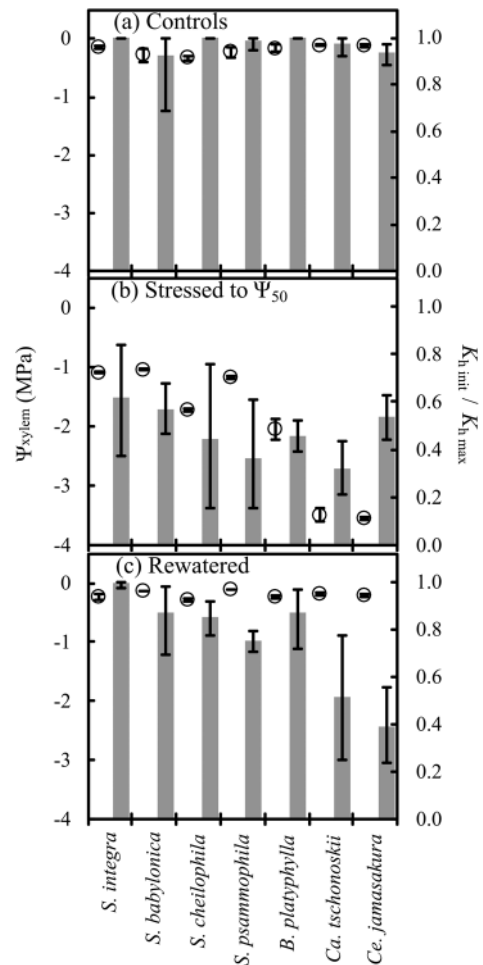 (a) Controls
0
-1
-2
-3
-4
1.0
0.8
0.6
0.4
0.2
0.0
(b) Stressed to Ψ50
0
-1
-2
-3
-4
1.0
0.8
0.6
0.4
0.2
0.0
(c) Rewatered
0
-1
-2
-3
-4
1.0
0.8
0.6
0.4
0.2
0.0
Ψxylem (MPa)
Kh init / Kh max
S. integra
S. babylonica
S. cheilophila
S. psammophila
B. platyphylla
Ca. tschonoskii
Ce. jamasakura